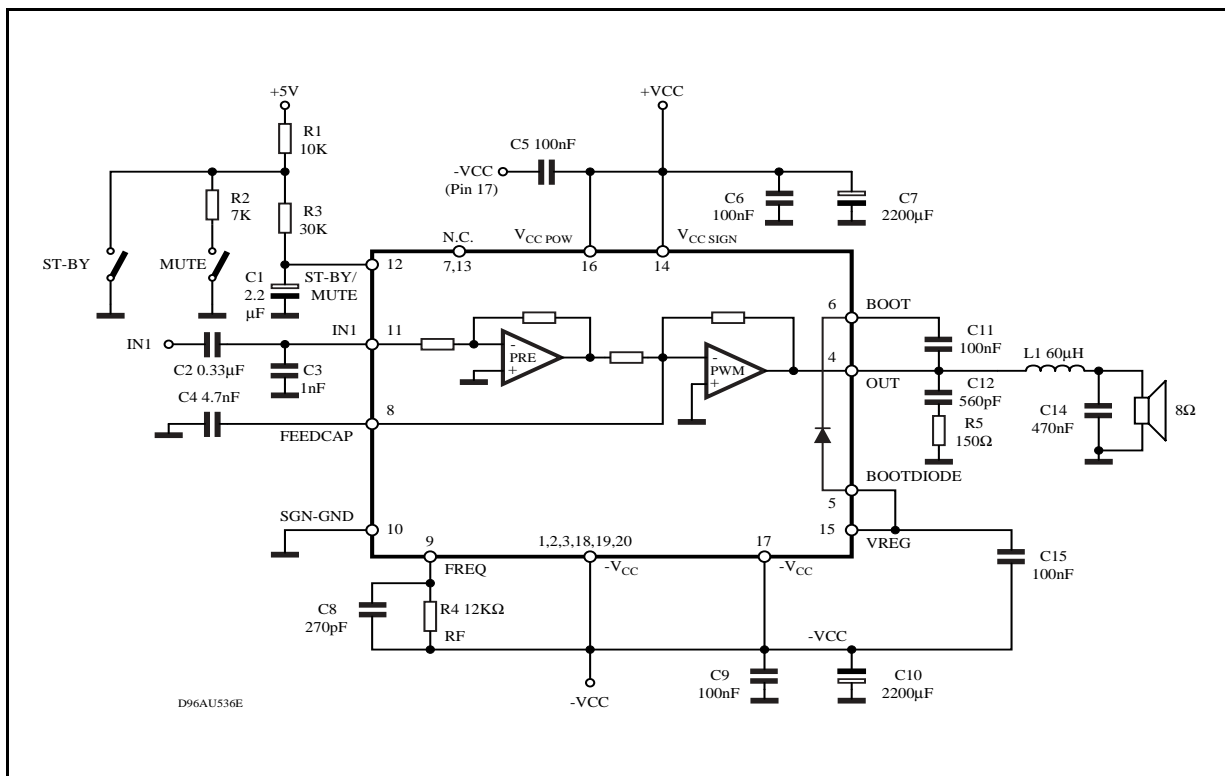 +5V
R1
10K
R2
7K
R3
30K
ST-BY
MUTE
C1
2.2
µF
ST-BY/
MUTE
12
IN1
C2 0.33µF
C3
1nF
IN1
11
C4 4.7nF
8
FEEDCAP
SGN-GND
10
+VCC
C5 100nF
-VCC
(Pin 17)
C6
100nF
C7
2200µF
N.C.
7,13
VCC POW
16
VCC SIGN
14
-
PRE
+
-
PWM
+
6
BOOT
C11
100nF
4
OUT
L1 60µH
C12
560pF
R5
150Ω
C14
470nF
8Ω
BOOTDIODE
5
15
VREG
C15
100nF
9
FREQ
1,2,3,18,19,20
-VCC
17
-VCC
C8
270pF
R4 12KΩ
RF
-VCC
-VCC
C9
100nF
C10
2200µF
D96AU536E